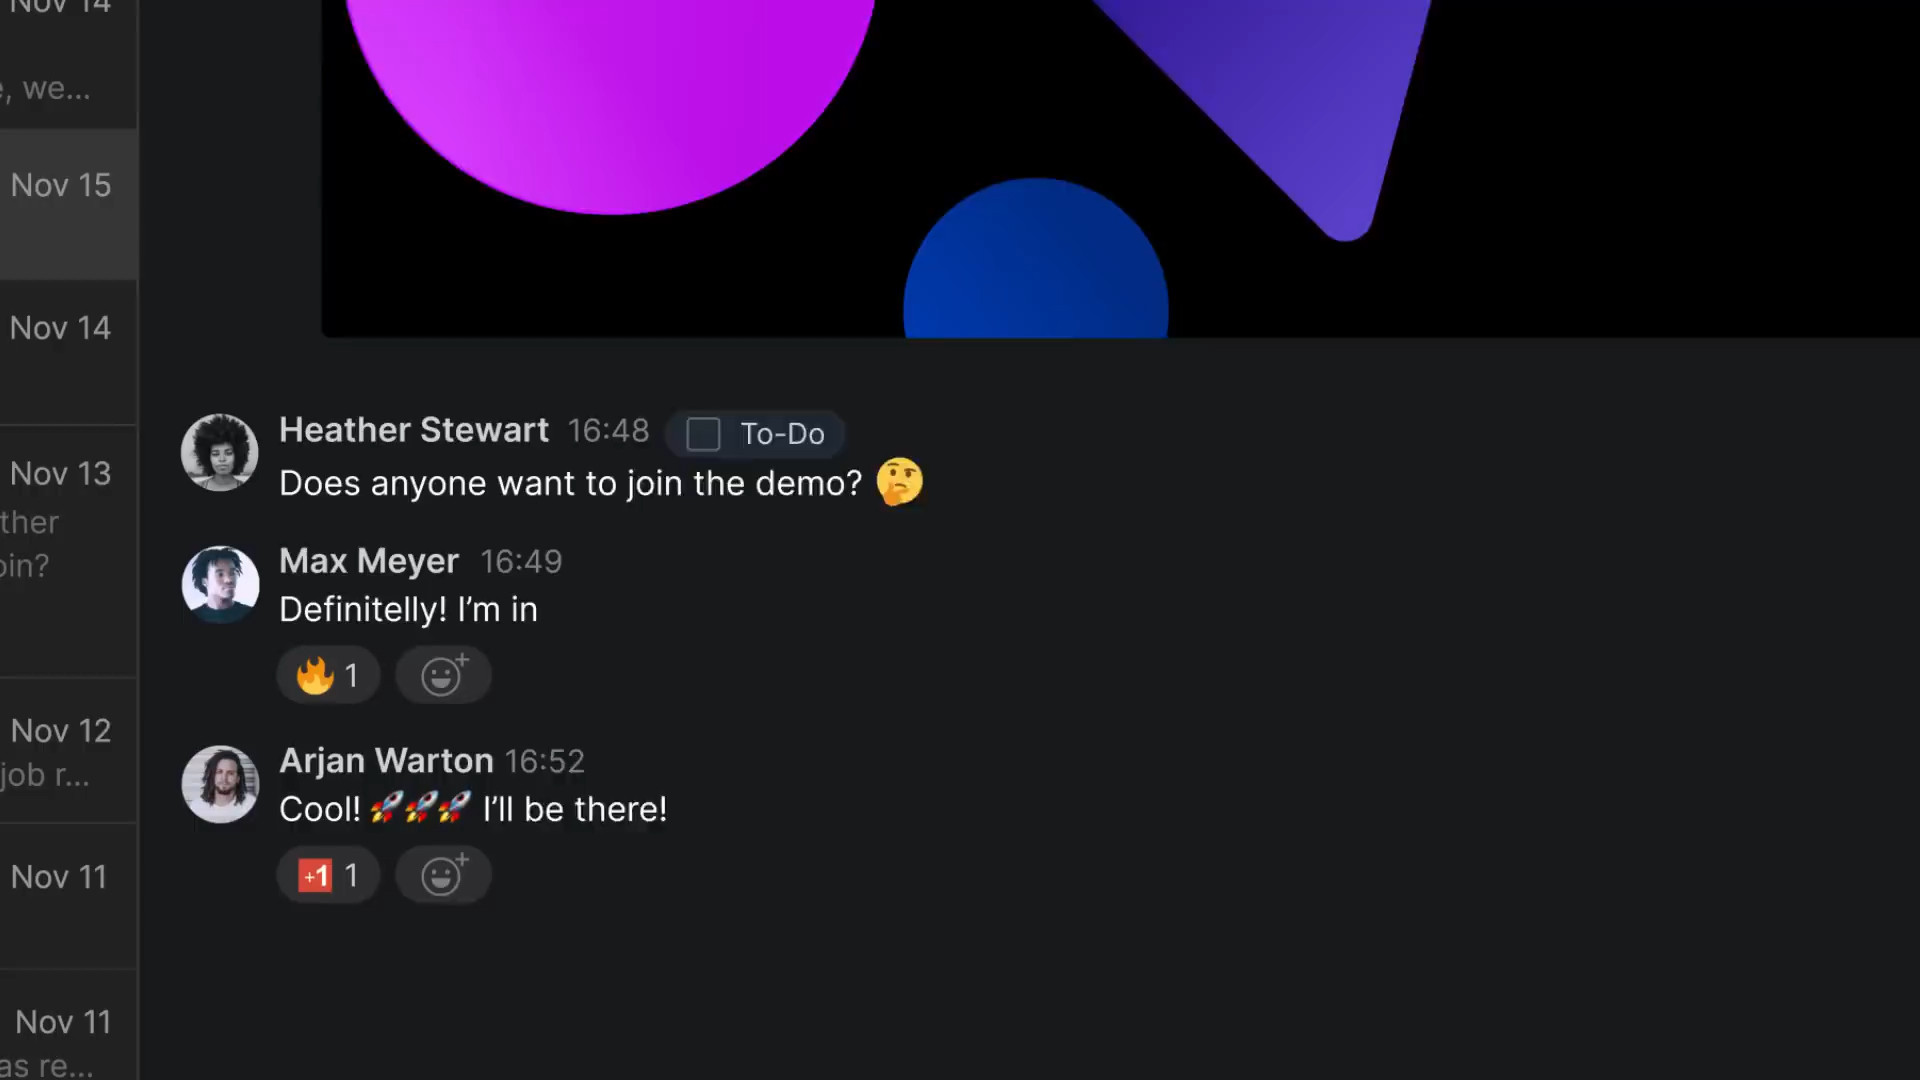 Nov 14
, we...
Nov 15
Nov 14
Nov 13
ther
oin?
Nov 12
job r...
Nov 11
Nov 11
as re...
Heather Stewart 16:48 To-Do
Does anyone want to join the demo? 🤔
Max Meyer 16:49
Definitelly! I’m in
🔥 1
Arjan Warton 16:52
Cool! 🚀🚀🚀 I’ll be there!
+1 1